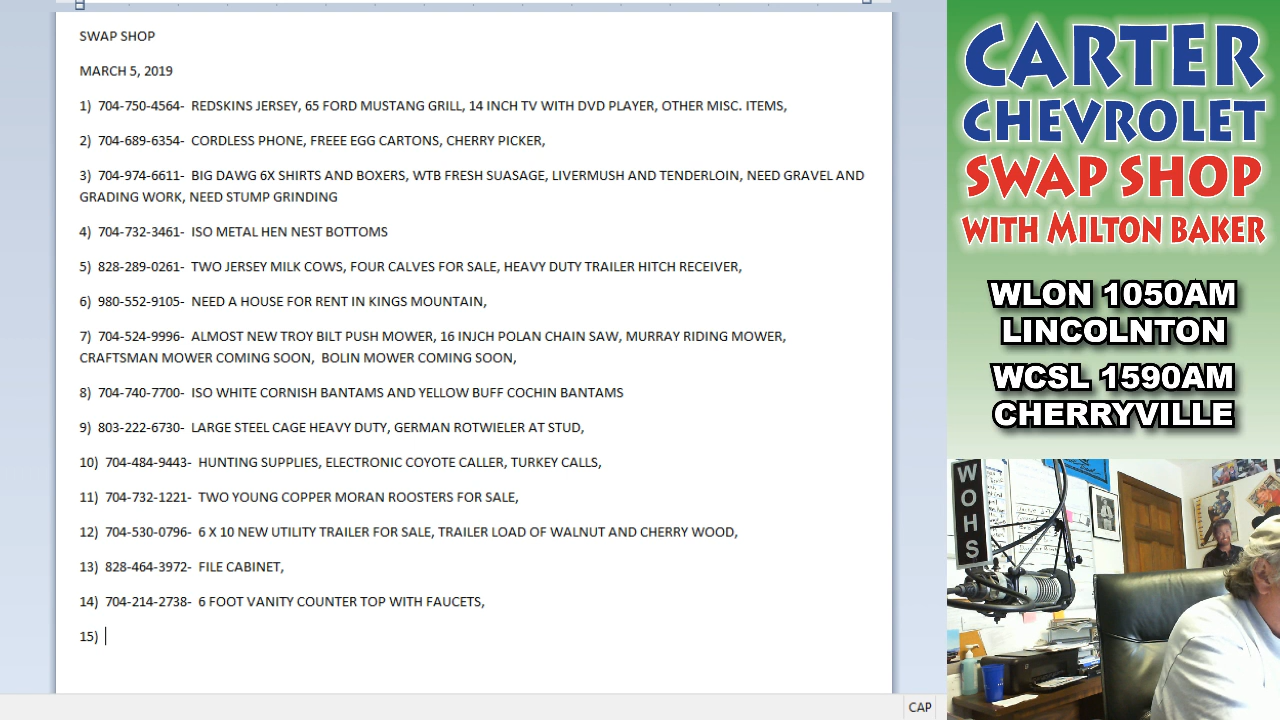 SWAP SHOP
MARCH 5, 2019
1) 704-750-4564- REDSKINS JERSEY, 65 FORD MUSTANG GRILL, 14 INCH TV WITH DVD PLAYER, OTHER MISC. ITEMS,
2) 704-689-6354- CORDLESS PHONE, FREEE EGG CARTONS, CHERRY PICKER,
3) 704-974-6611- BIG DAWG 6X SHIRTS AND BOXERS, WTB FRESH SUASAGE, LIVERMUSH AND TENDERLOIN, NEED GRAVEL AND
GRADING WORK, NEED STUMP GRINDING
4) 704-732-3461- ISO METAL HEN NEST BOTTOMS
5) 828-289-0261- TWO JERSEY MILK COWS, FOUR CALVES FOR SALE, HEAVY DUTY TRAILER HITCH RECEIVER,
6) 980-552-9105- NEED A HOUSE FOR RENT IN KINGS MOUNTAIN,
7) 704-524-9996- ALMOST NEW TROY BILT PUSH MOWER, 16 INJCH POLAN CHAIN SAW, MURRAY RIDING MOWER,
CRAFTSMAN MOWER COMING SOON, BOLIN MOWER COMING SOON,
8) 704-740-7700- ISO WHITE CORNISH BANTAMS AND YELLOW BUFF COCHIN BANTAMS
9) 803-222-6730- LARGE STEEL CAGE HEAVY DUTY, GERMAN ROTWIELER AT STUD,
10) 704-484-9443- HUNTING SUPPLIES, ELECTRONIC COYOTE CALLER, TURKEY CALLS,
11) 704-732-1221- TWO YOUNG COPPER MORAN ROOSTERS FOR SALE,
12) 704-530-0796- 6 X 10 NEW UTILITY TRAILER FOR SALE, TRAILER LOAD OF WALNUT AND CHERRY WOOD,
13) 828-464-3972- FILE CABINET,
14) 704-214-2738- 6 FOOT VANITY COUNTER TOP WITH FAUCETS,
15)
CAP
CARTER
CHEVROLET
SWAP SHOP
WITH MILTON BAKER
WLON 1050AM
LINCOLNTON
WCSL 1590AM
CHERRYVILLE
WOHS